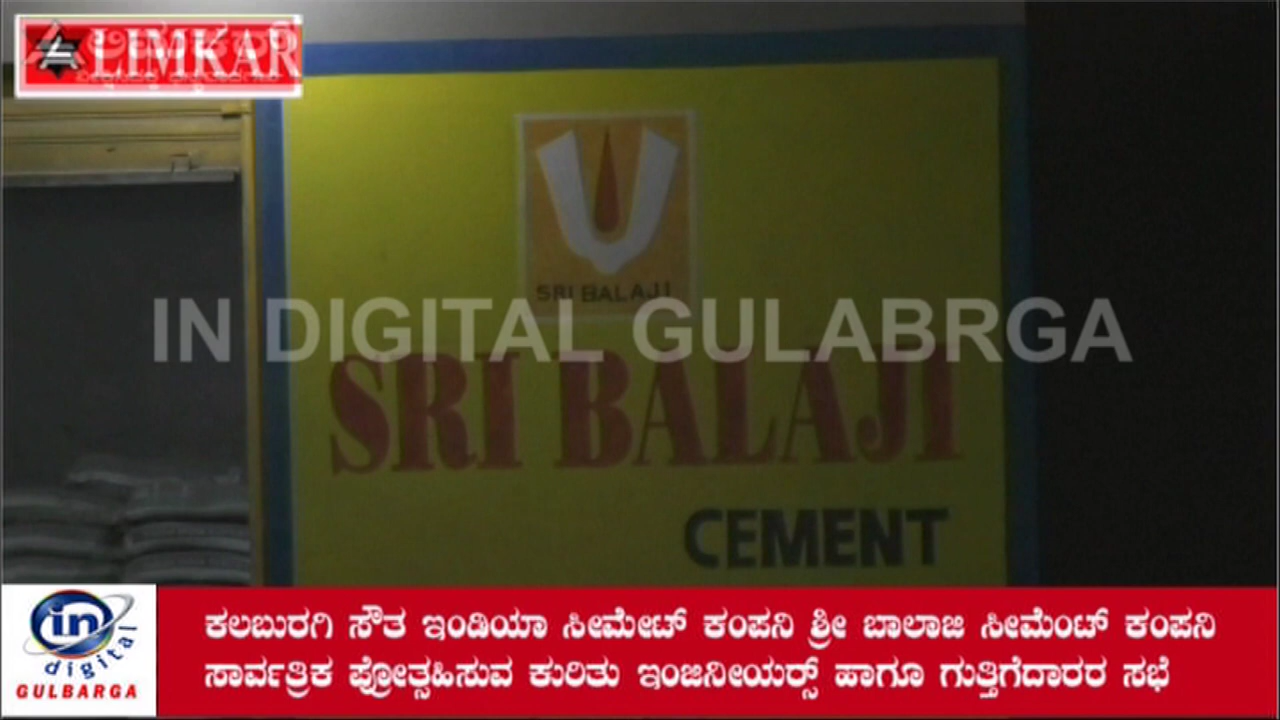 LIMKAR
SRI BALAJI
IN DIGITAL GULABRGA
SRI BALAJI
CEMENT
in
digital
GULBARGA
ಕಲಬುರಗಿ ಸೌತ ಇಂಡಿಯಾ ಸೀಮೇಟ್ ಕಂಪನಿ ಶ್ರೀ ಬಾಲಾಜಿ ಸೀಮೆಂಟ್ ಕಂಪನಿ
ಸಾರ್ವತ್ರಿಕ ಪ್ರೋತ್ಸಹಿಸುವ ಕುರಿತು ಇಂಜಿನೀಯರ‍್ಸ್ ಹಾಗೂ ಗುತ್ತಿಗೆದಾರರ ಸಭೆ